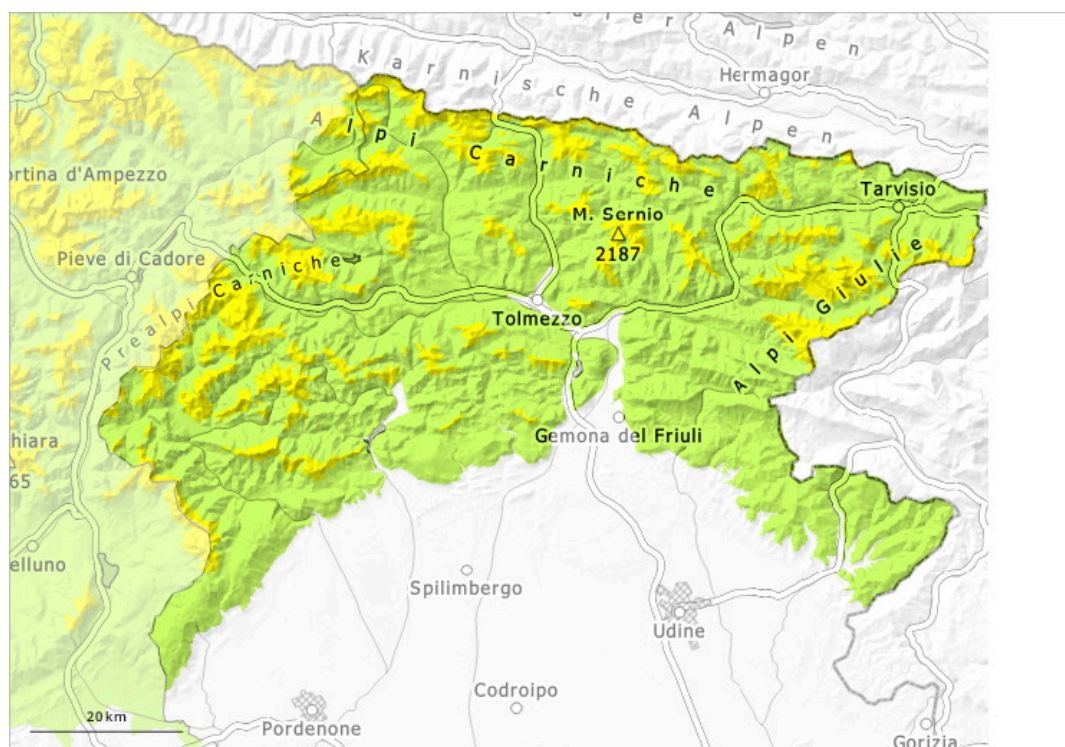 Alpen
Karnische Alpen
Hermagor
Alpi Carniche
ortina d'Ampezzo
Tarvisio
M. Sernio
2187
Pieve di Cadore
Prealpi Carniche
Alpi Giulie
Tolmezzo
Gemona del Friuli
hiara
65
elluno
Spilimbergo
Udine
Codroipo
20 km
Pordenone
Gorizia